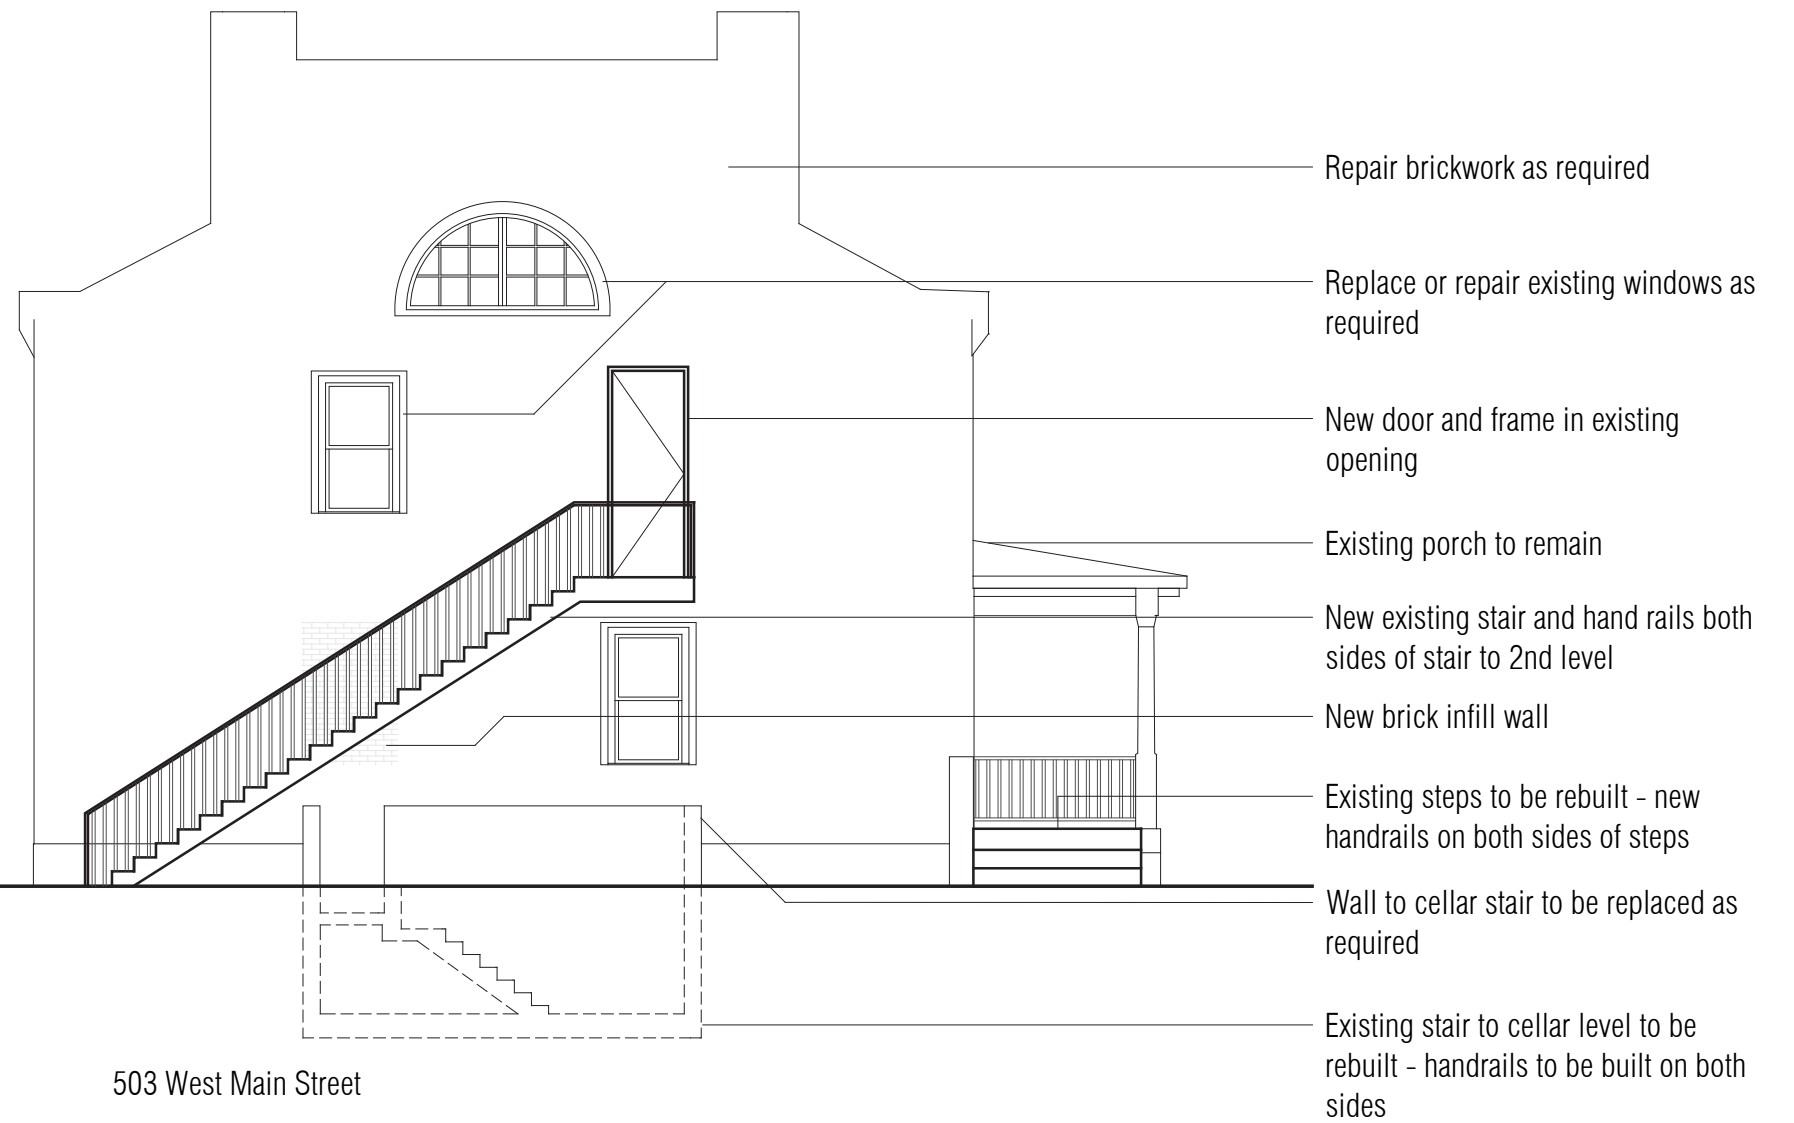 Repair brickwork as required
Replace or repair existing windows as
required
New door and frame in existing
opening
Existing porch to remain
New existing stair and hand rails both
sides of stair to 2nd level
New brick infill wall
Existing steps to be rebuilt - new
handrails on both sides of steps
Wall to cellar stair to be replaced as
required
Existing stair to cellar level to be
rebuilt - handrails to be built on both
sides
503 West Main Street